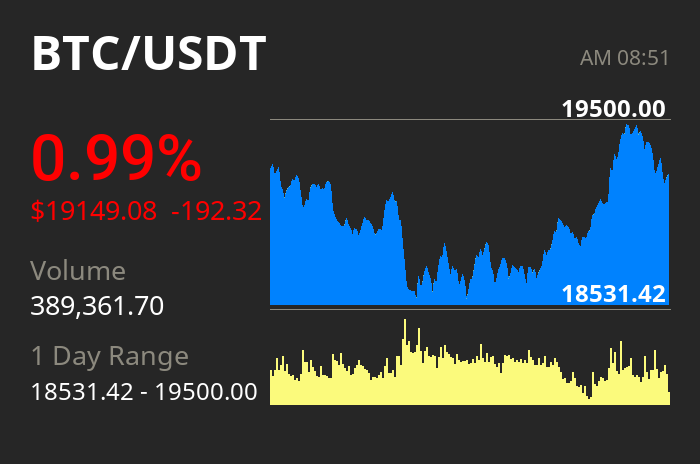 BTC/USDT
AM 08:51
19500.00
0.99%
$19149.08 -192.32
Volume
389,361.70
18531.42
1 Day Range
18531.42 - 19500.00